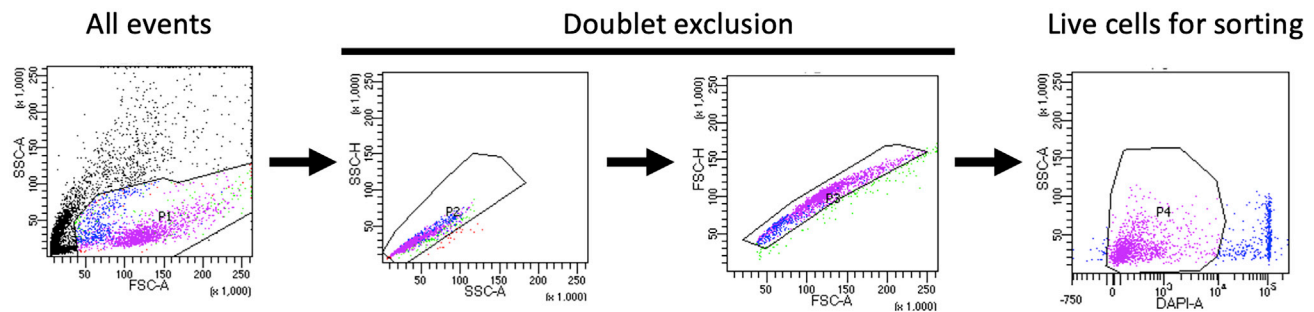 All events
Doublet exclusion
Live cells for sorting
SSC-A
(x 1,000)
50 100 150 200 250
P1
50 100 150 200 250
FSC-A
(x 1,000)
SSC-H
(x 1,000)
50 100 150 200 250
P2
50 100 150 200 250
SSC-A
(x 1,000)
FSC-H
(x 1,000)
50 100 150 200 250
P3
50 100 150 200 250
FSC-A
(x 1,000)
SSC-A
(x 1,000)
50 100 150 200 250
P4
-750 0 10³ 10⁴ 10⁵
DAPI-A